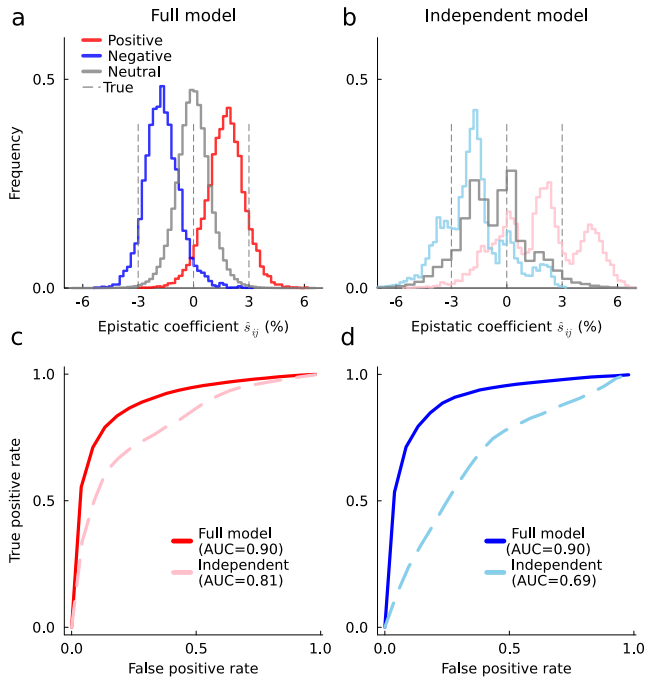 a Full model
Positive
Negative
Neutral
True
Frequency
0.5
0.0
-6 -3 0 3 6
Epistatic coefficient ŝij (%)
b Independent model
0.5
0.0
-6 -3 0 3 6
Epistatic coefficient ŝij (%)
c
True positive rate
1.0
0.5
0.0
Full model
(AUC=0.90)
Independent
(AUC=0.81)
0.0 0.5 1.0
False positive rate
d
1.0
0.5
0.0
Full model
(AUC=0.90)
Independent
(AUC=0.69)
0.0 0.5 1.0
False positive rate